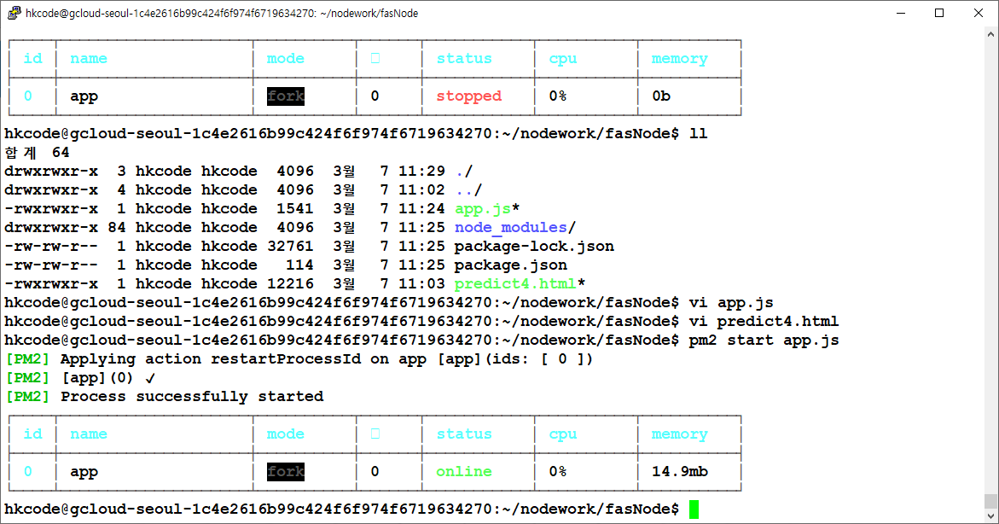 hkcode@gcloud-seoul-1c4e2616b99c424f6f974f6719634270: ~/nodework/fasNode
id name mode status cpu memory
0 app fork 0 stopped 0% 0b
hkcode@gcloud-seoul-1c4e2616b99c424f6f974f6719634270:~/nodework/fasNode$ ll
합계 64
drwxrwxr-x 3 hkcode hkcode 4096 3월 7 11:29 ./
drwxrwxr-x 4 hkcode hkcode 4096 3월 7 11:02 ../
-rwxrwxr-x 1 hkcode hkcode 1541 3월 7 11:24 app.js*
drwxrwxr-x 84 hkcode hkcode 4096 3월 7 11:25 node_modules/
-rw-rw-r-- 1 hkcode hkcode 32761 3월 7 11:25 package-lock.json
-rw-rw-r-- 1 hkcode hkcode 114 3월 7 11:25 package.json
-rwxrwxr-x 1 hkcode hkcode 12216 3월 7 11:03 predict4.html*
hkcode@gcloud-seoul-1c4e2616b99c424f6f974f6719634270:~/nodework/fasNode$ vi app.js
hkcode@gcloud-seoul-1c4e2616b99c424f6f974f6719634270:~/nodework/fasNode$ vi predict4.html
hkcode@gcloud-seoul-1c4e2616b99c424f6f974f6719634270:~/nodework/fasNode$ pm2 start app.js
[PM2] Applying action restartProcessId on app [app](ids: [ 0 ])
[PM2] [app](0) ✓
[PM2] Process successfully started
id name mode status cpu memory
0 app fork 0 online 0% 14.9mb
hkcode@gcloud-seoul-1c4e2616b99c424f6f974f6719634270:~/nodework/fasNode$